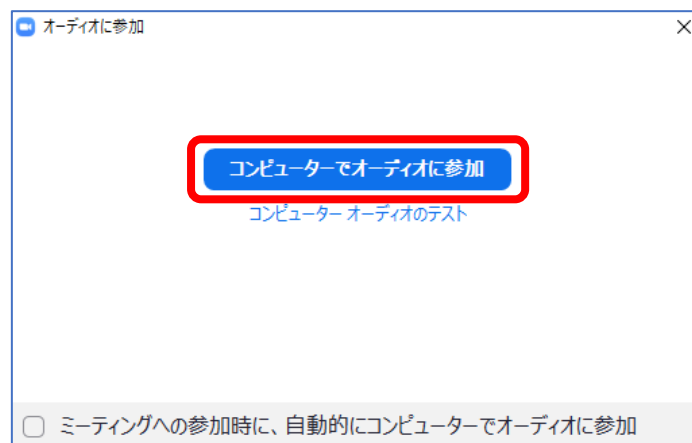 オーディオに参加
コンピューターでオーディオに参加
コンピューター オーディオのテスト
ミーティングへの参加時に、自動的にコンピューターでオーディオに参加